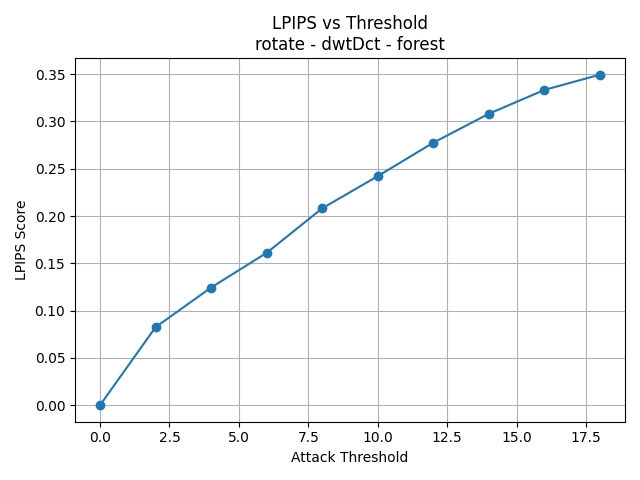 LPIPS vs Threshold
rotate - dwtDct - forest
LPIPS Score
0.35
0.30
0.25
0.20
0.15
0.10
0.05
0.00
0.0 2.5 5.0 7.5 10.0 12.5 15.0 17.5
Attack Threshold